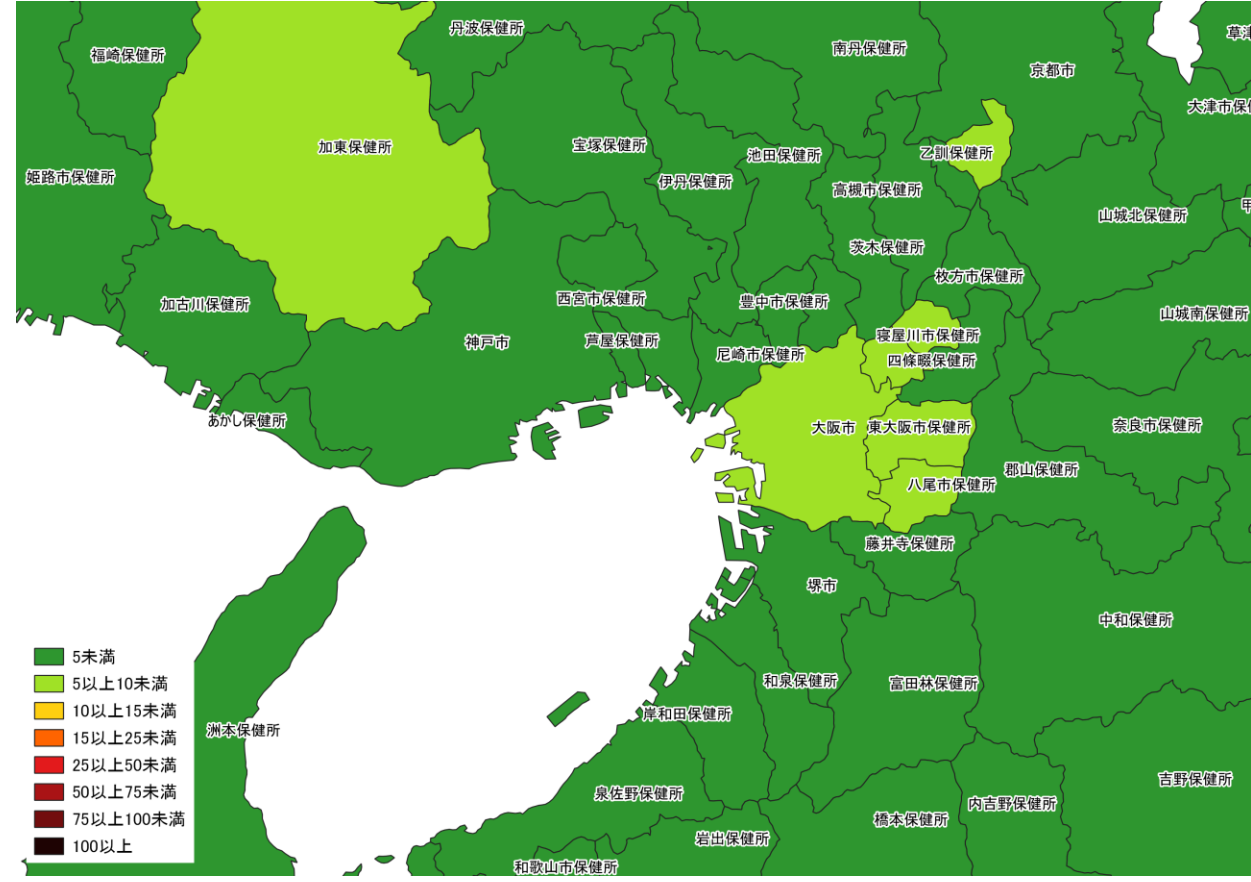 丹波保健所
福崎保健所
南丹保健所
草津
京都市
大津市保健
加東保健所
宝塚保健所
池田保健所
乙訓保健所
姫路市保健所
伊丹保健所
高槻市保健所
甲
山城北保健所
茨木保健所
枚方市保健所
加古川保健所
西宮市保健所
豊中市保健所
山城南保健所
神戸市
芦屋保健所
寝屋川市保健所
尼崎市保健所
四條畷保健所
あかし保健所
大阪市
東大阪市保健所
奈良市保健所
郡山保健所
八尾市保健所
藤井寺保健所
堺市
中和保健所
和泉保健所
富田林保健所
岸和田保健所
洲本保健所
吉野保健所
泉佐野保健所
内吉野保健所
橋本保健所
岩出保健所
和歌山市保健所
5未満
5以上10未満
10以上15未満
15以上25未満
25以上50未満
50以上75未満
75以上100未満
100以上